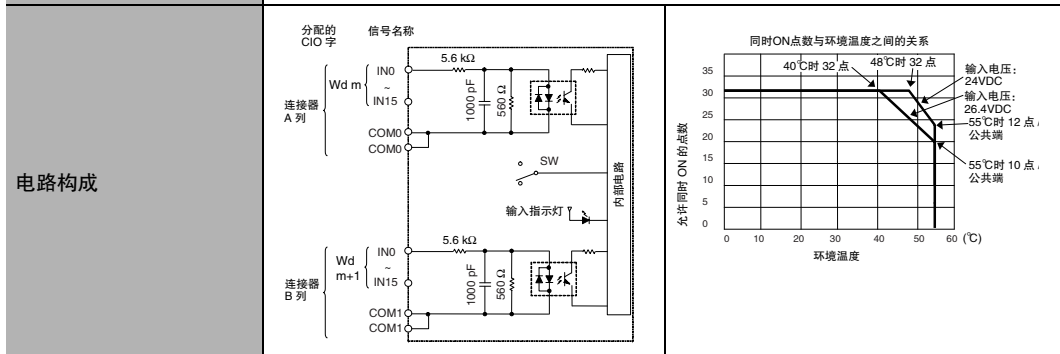 电路构成
分配的
CIO 字
信号名称
连接器
A 列
Wd m
IN0
~
IN15
COM0
COM0
5.6 kΩ
1000 pF
560 Ω
SW
输入指示灯
内部电路
连接器
B 列
Wd
m+1
IN0
~
IN15
COM1
COM1
5.6 kΩ
1000 pF
560 Ω
同时ON点数与环境温度之间的关系
允许同时 ON 的点数
35
30
25
20
15
10
5
0
0 10 20 30 40 50 60 (℃)
环境温度
40℃时 32 点
48℃时 32 点
输入电压：
24VDC
输入电压：
26.4VDC
55℃时 12 点
公共端
55℃时 10 点
公共端